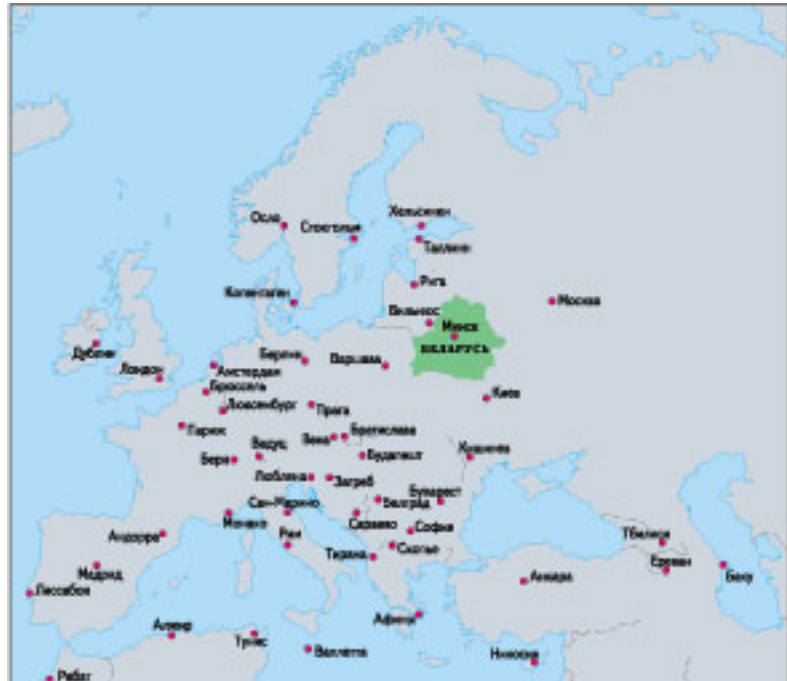 Осло
Стокгольм
Хельсинки
Таллинн
Рига
Копенгаген
Вильнюс
Москва
Минск
БЕЛАРУСЬ
Дублин
Лондон
Амстердам
Берлин
Варшава
Брюссель
Киев
Люксембург
Прага
Париж
Вена
Братислава
Кишинёв
Берн
Вадуц
Будапешт
Любляна
Загреб
Бухарест
Сан-Марино
Белград
Монако
Сараево
София
Андорра
Рим
Скопье
Тбилиси
Тирана
Ереван
Мадрид
Анкара
Баку
Лиссабон
Афины
Алжир
Тунис
Валлетта
Никосия
Рабат